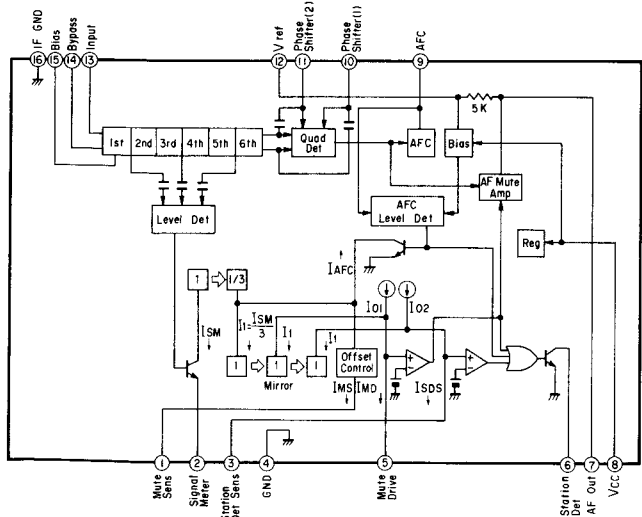 16 IF GND
15 Bias
14 Bypass
13 Input
12 V ref
11 Phase Shifter(2)
10 Phase Shifter(1)
9 AFC
5K
1st 2nd 3rd 4th 5th 6th
Quad Det
AFC
Bias
AF Mute Amp
Level Det
AFC Level Det
Reg
IAFC
1 1/3
IO1 IO2
ISM
I1=ISM/3
I1
I1
1 1 1
Mirror
Offset Control
IMS IMD
ISDS
+ -
+ -
1 Mute Sens
2 Signal Meter
3 Station Det Sens
4 GND
5 Mute Drive
6 Station Det
7 AF Out
8 VCC